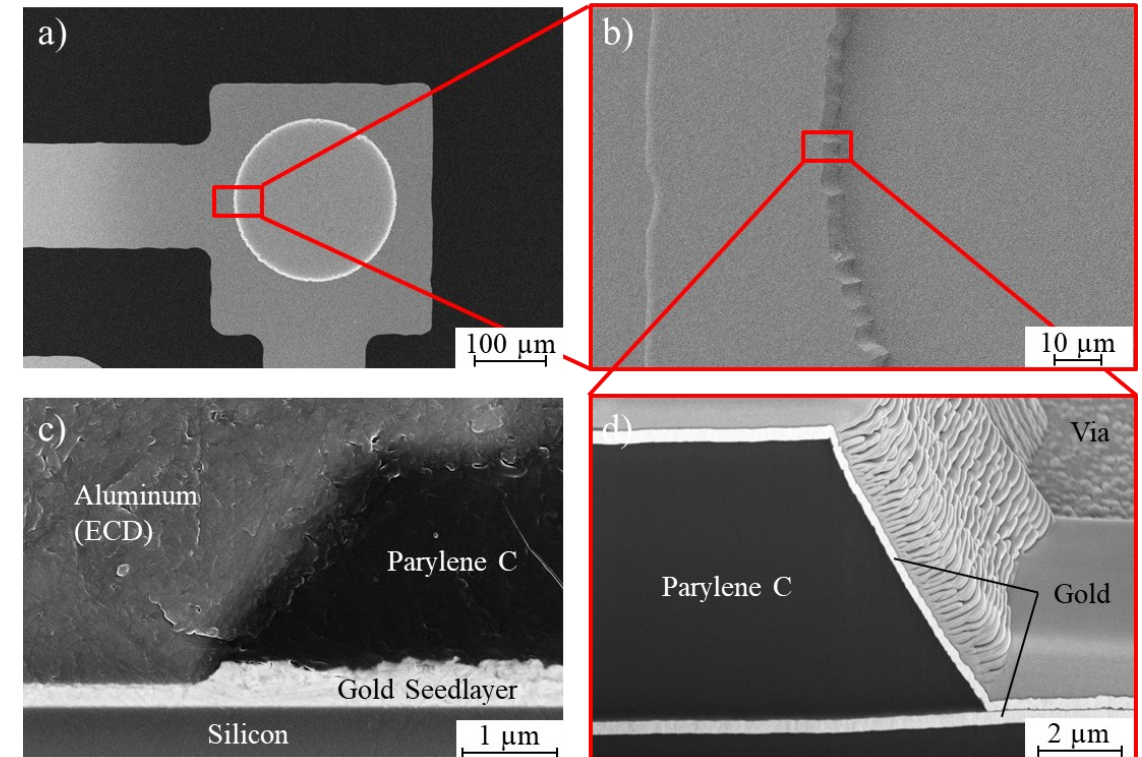 a)
100 µm
b)
10 µm
c)
Aluminum
(ECD)
Parylene C
Gold Seedlayer
Silicon
1 µm
d)
Via
Parylene C
Gold
2 µm